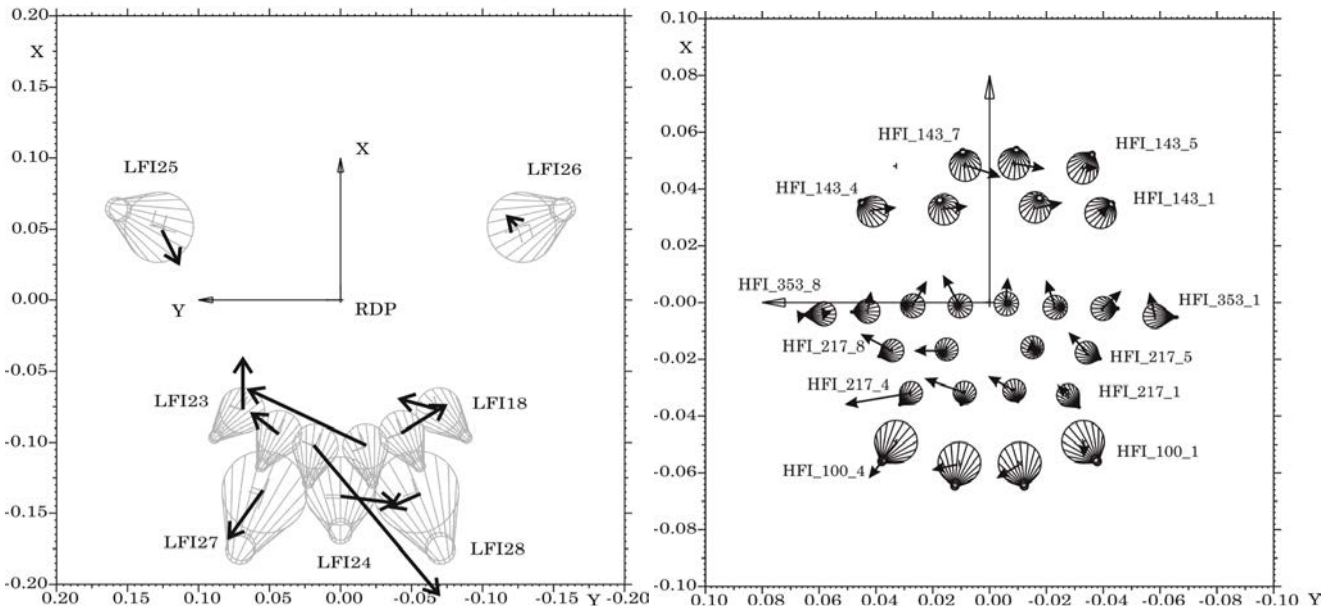 0.20
X
0.15
0.10
LFI25
X
LFI26
0.05
0.00
Y
RDP
-0.05
LFI23
LFI18
-0.10
-0.15
LFI27
LFI24
LFI28
-0.20
0.20 0.15 0.10 0.05 0.00 -0.05 -0.10 -0.15 Y -0.20
0.10
X
0.08
0.06
HFI_143_7
HFI_143_5
0.04
HFI_143_4
HFI_143_1
0.02
HFI_353_8
HFI_353_1
-0.00
HFI_217_8
HFI_217_5
-0.02
HFI_217_4
HFI_217_1
-0.04
HFI_100_4
HFI_100_1
-0.06
-0.08
-0.10
0.10 0.08 0.06 0.04 0.02 0.00 -0.02 -0.04 -0.06 -0.08 -0.10 Y